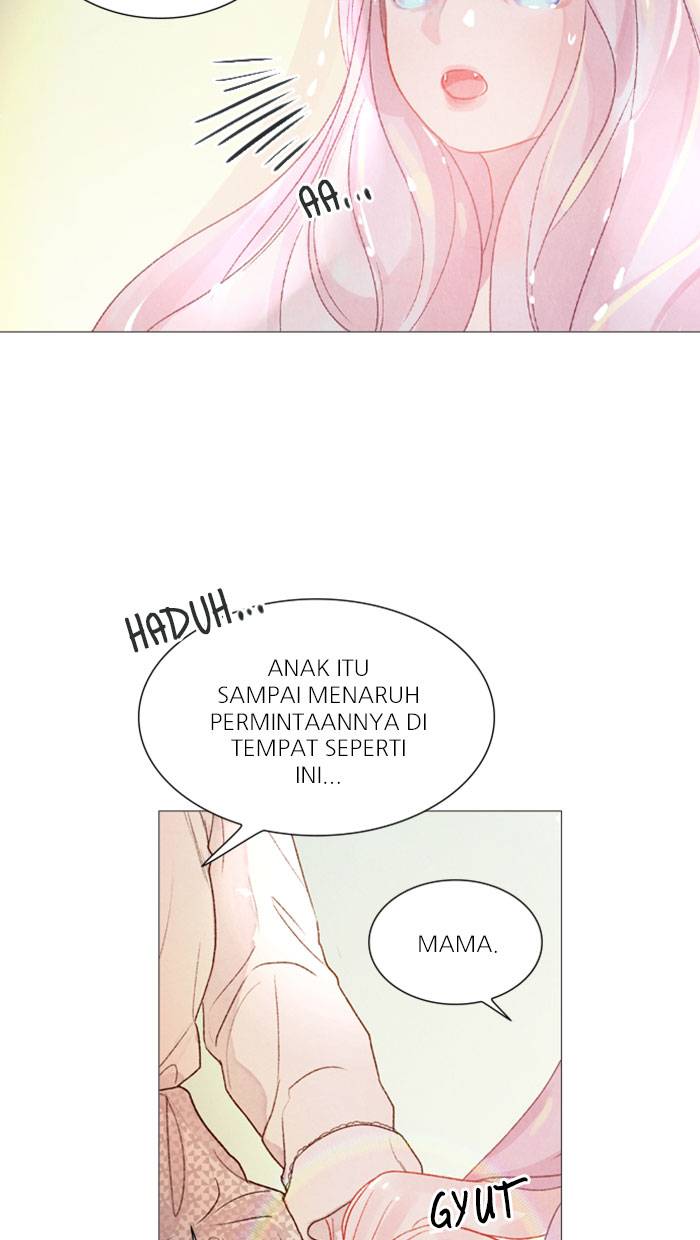 AA...
HADUH...
ANAK ITU
SAMPAI MENARUH
PERMINTAANNYA DI
TEMPAT SEPERTI
INI...
MAMA.
GYUT